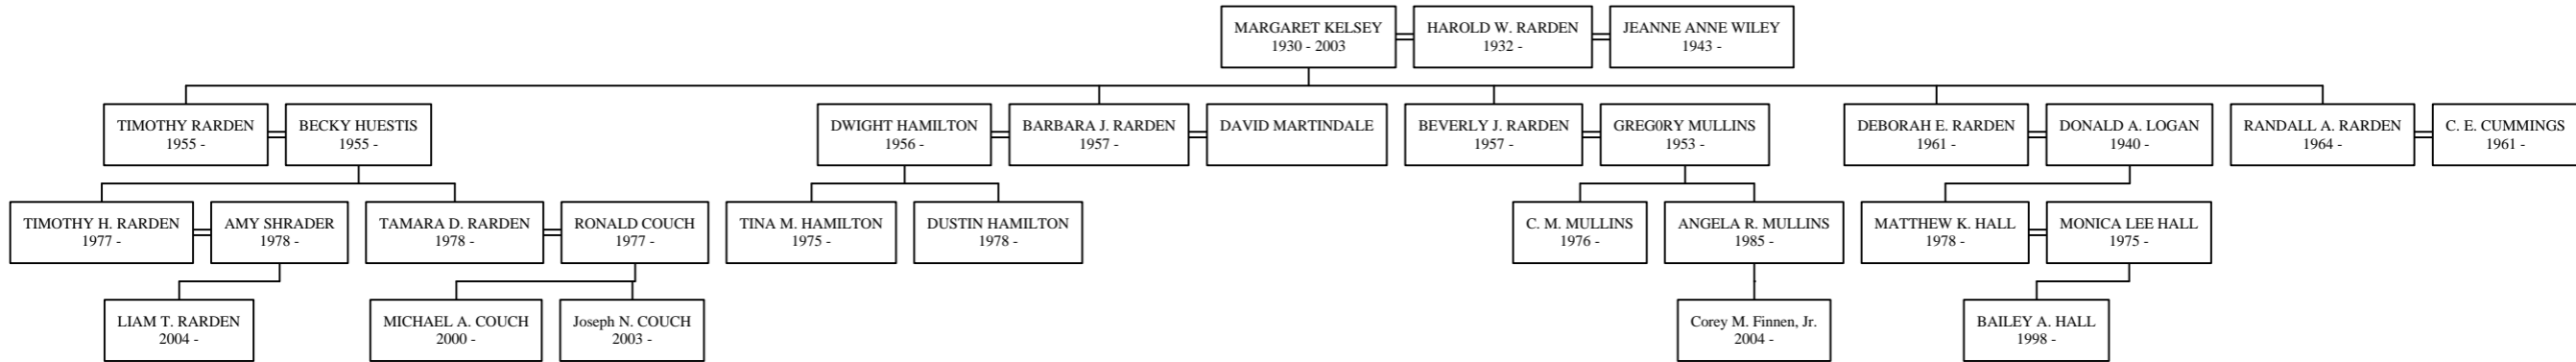 MARGARET KELSEY
1930 - 2003
HAROLD W. RARDEN
1932 -
JEANNE ANNE WILEY
1943 -
TIMOTHY RARDEN
1955 -
BECKY HUESTIS
1955 -
DWIGHT HAMILTON
1956 -
BARBARA J. RARDEN
1957 -
DAVID MARTINDALE
BEVERLY J. RARDEN
1957 -
GREG0RY MULLINS
1953 -
DEBORAH E. RARDEN
1961 -
DONALD A. LOGAN
1940 -
RANDALL A. RARDEN
1964 -
C. E. CUMMINGS
1961 -
TIMOTHY H. RARDEN
1977 -
AMY SHRADER
1978 -
TAMARA D. RARDEN
1978 -
RONALD COUCH
1977 -
TINA M. HAMILTON
1975 -
DUSTIN HAMILTON
1978 -
C. M. MULLINS
1976 -
ANGELA R. MULLINS
1985 -
MATTHEW K. HALL
1978 -
MONICA LEE HALL
1975 -
LIAM T. RARDEN
2004 -
MICHAEL A. COUCH
2000 -
Joseph N. COUCH
2003 -
Corey M. Finnen, Jr.
2004 -
BAILEY A. HALL
1998 -